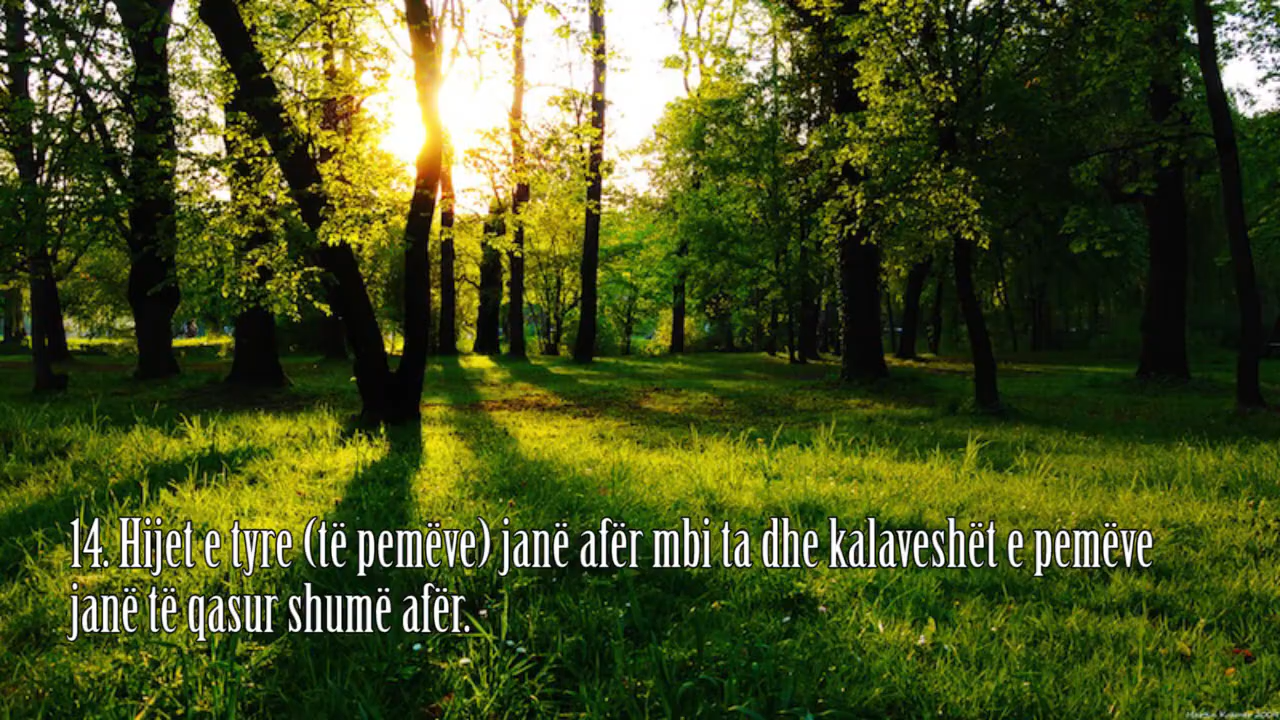 14. Hijet e tyre (të pemëve) janë afër mbi ta dhe kalaveshët e pemëve
janë të qasur shumë afër.